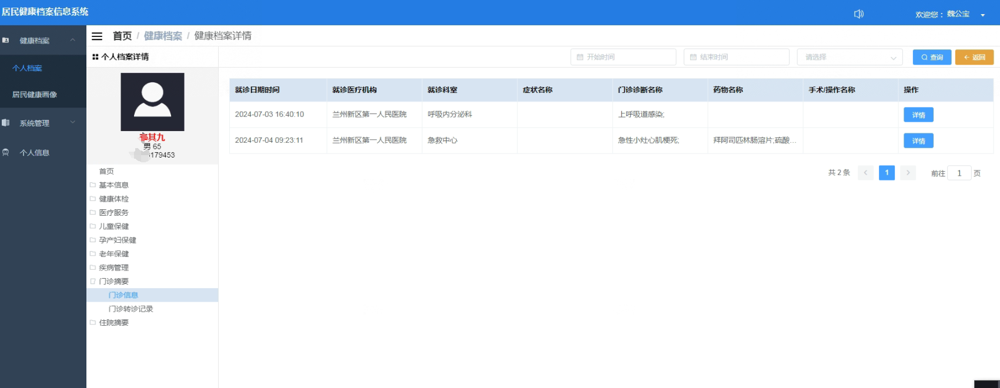 居民健康档案信息系统
欢迎您： 魏公宝
健康档案
个人档案
居民健康画像
系统管理
个人信息
首页 / 健康档案 / 健康档案详情
个人档案详情
开始时间 结束时间 请选择 查询 返回
其九
男 65
179453
首页
基本信息
健康体检
医疗服务
儿童保健
孕产妇保健
老年保健
疾病管理
门诊摘要
门诊信息
门诊转诊记录
住院摘要
就诊日期时间 就诊医疗机构 就诊科室 症状名称 门诊诊断名称 药物名称 手术/操作名称 操作
2024-07-03 16:40:10 兰州新区第一人民医院 呼吸内分泌科 上呼吸道感染; 详情
2024-07-04 09:23:11 兰州新区第一人民医院 急救中心 急性小灶心肌梗死; 拜阿司匹林肠溶片;硫酸... 详情
共 2 条 < 1 > 前往 1 页